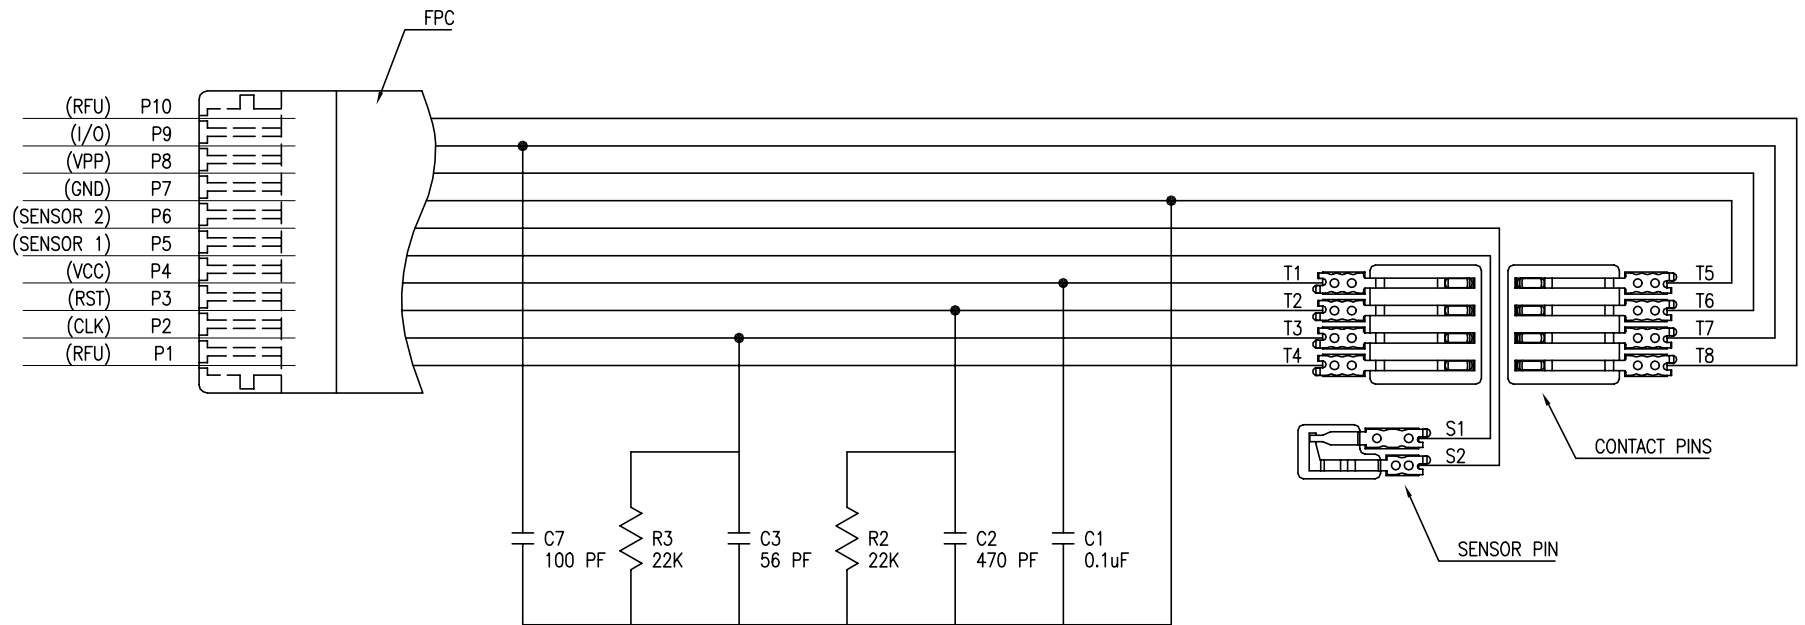 FPC
(RFU) P10
(I/O) P9
(VPP) P8
(GND) P7
(SENSOR 2) P6
(SENSOR 1) P5
(VCC) P4
(RST) P3
(CLK) P2
(RFU) P1
T1
T2
T3
T4
T5
T6
T7
T8
S1
S2
CONTACT PINS
SENSOR PIN
C7
100 PF
R3
22K
C3
56 PF
R2
22K
C2
470 PF
C1
0.1uF